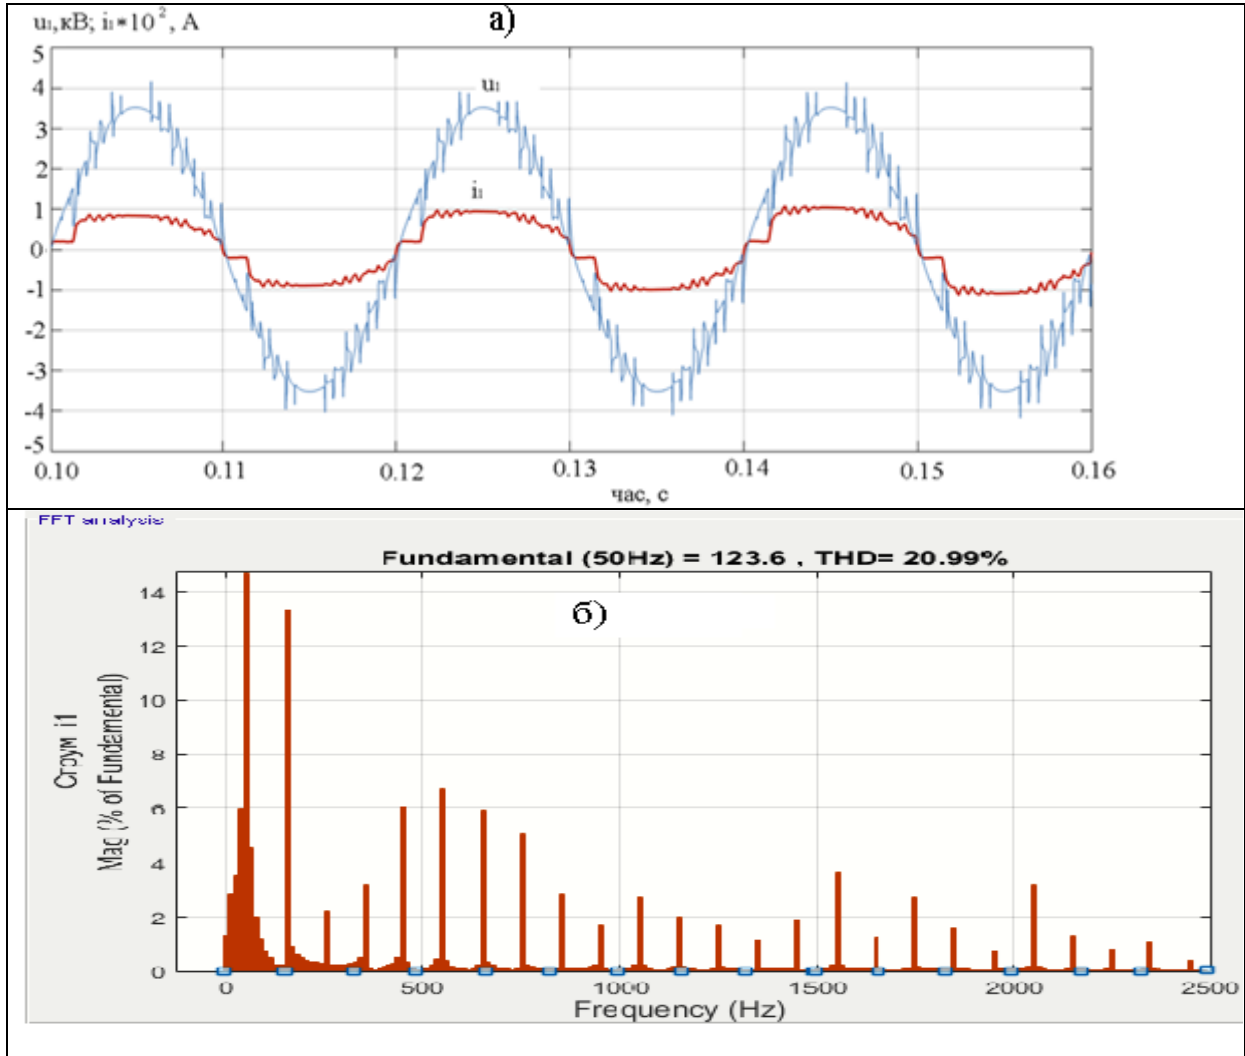 u₁,кВ; i₁*10², А
а)
5
4
3
2
1
0
-1
-2
-3
-4
-5
u₁
i₁
0.10 0.11 0.12 0.13 0.14 0.15 0.16
час, с
FFT analysis
Fundamental (50Hz) = 123.6 , THD= 20.99%
б)
Струм i1
Mag (% of Fundamental)
14
12
10
8
6
4
2
0
0 500 1000 1500 2000 2500
Frequency (Hz)